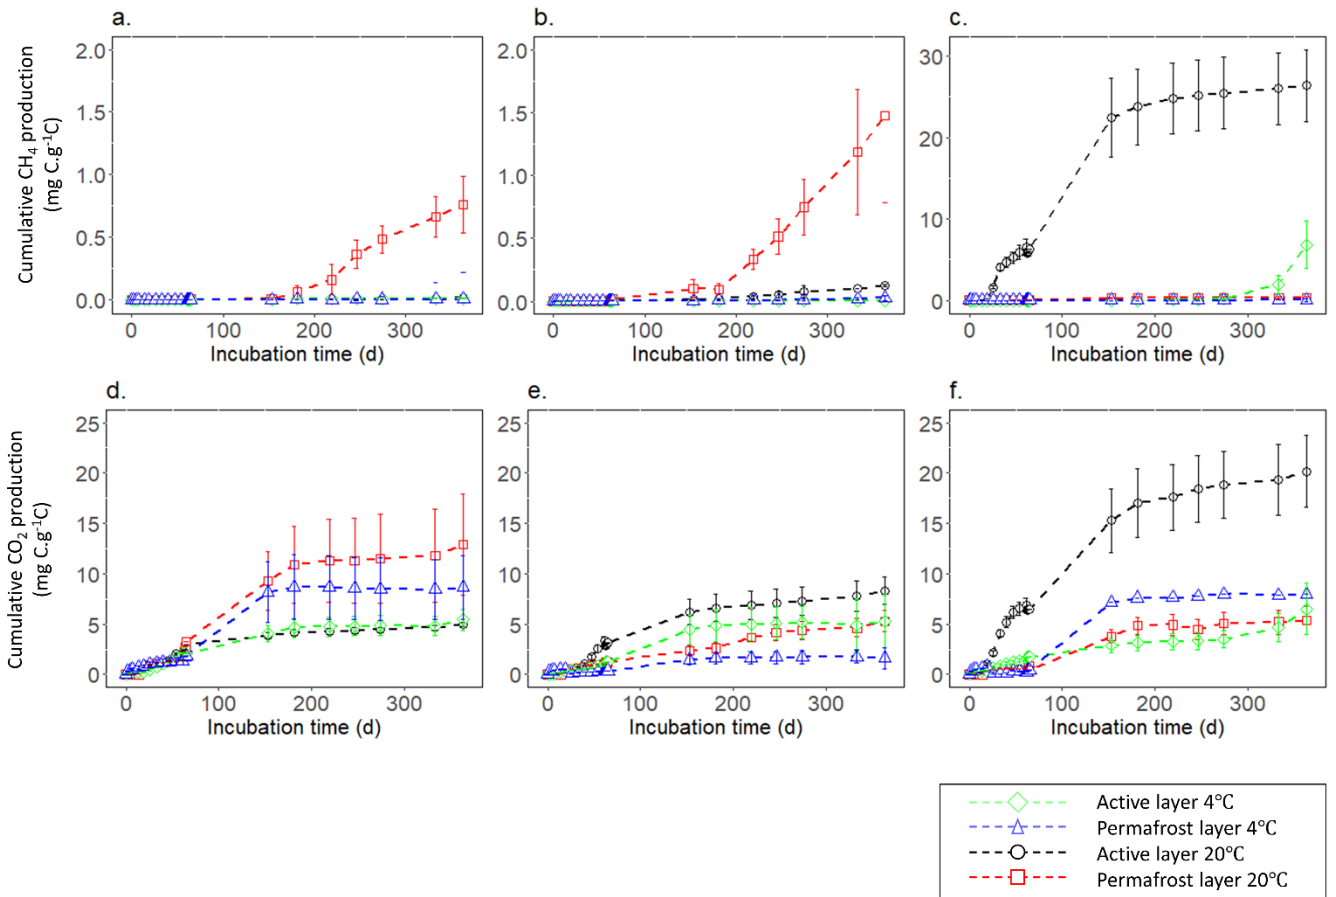 a.
b.
c.
Cumulative CH₄ production
(mg C.g⁻¹C)
2.0
1.5
1.0
0.5
0.0
0 100 200 300
Incubation time (d)
2.0
1.5
1.0
0.5
0.0
0 100 200 300
Incubation time (d)
30
20
10
0
0 100 200 300
Incubation time (d)
d.
e.
f.
Cumulative CO₂ production
(mg C.g⁻¹C)
25
20
15
10
5
0
0 100 200 300
Incubation time (d)
25
20
15
10
5
0
0 100 200 300
Incubation time (d)
25
20
15
10
5
0
0 100 200 300
Incubation time (d)
Active layer 4℃
Permafrost layer 4℃
Active layer 20℃
Permafrost layer 20℃